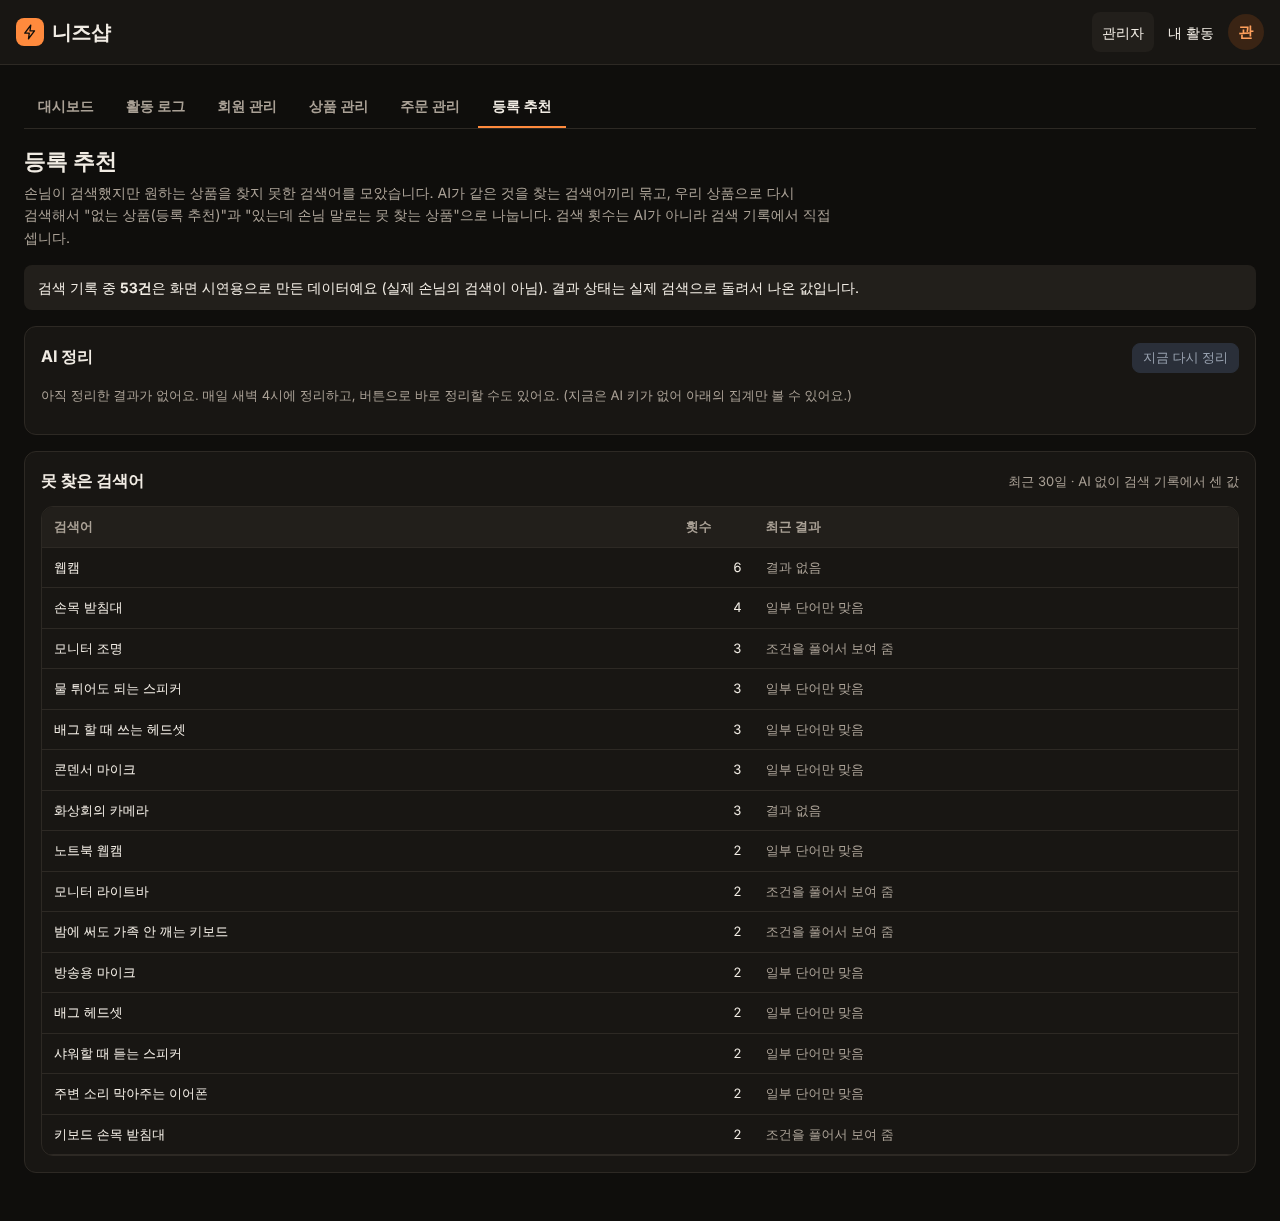 니즈샵
관리자 내 활동 관
대시보드 활동 로그 회원 관리 상품 관리 주문 관리 등록 추천
등록 추천
손님이 검색했지만 원하는 상품을 찾지 못한 검색어를 모았습니다. AI가 같은 것을 찾는 검색어끼리 묶고, 우리 상품으로 다시
검색해서 "없는 상품(등록 추천)"과 "있는데 손님 말로는 못 찾는 상품"으로 나눕니다. 검색 횟수는 AI가 아니라 검색 기록에서 직접
셉니다.
검색 기록 중 53건은 화면 시연용으로 만든 데이터예요 (실제 손님의 검색이 아님). 결과 상태는 실제 검색으로 돌려서 나온 값입니다.
AI 정리 지금 다시 정리
아직 정리한 결과가 없어요. 매일 새벽 4시에 정리하고, 버튼으로 바로 정리할 수도 있어요. (지금은 AI 키가 없어 아래의 집계만 볼 수 있어요.)
못 찾은 검색어 최근 30일 · AI 없이 검색 기록에서 센 값
검색어 횟수 최근 결과
웹캠 6 결과 없음
손목 받침대 4 일부 단어만 맞음
모니터 조명 3 조건을 풀어서 보여 줌
물 튀어도 되는 스피커 3 일부 단어만 맞음
배그 할 때 쓰는 헤드셋 3 일부 단어만 맞음
콘덴서 마이크 3 일부 단어만 맞음
화상회의 카메라 3 결과 없음
노트북 웹캠 2 일부 단어만 맞음
모니터 라이트바 2 조건을 풀어서 보여 줌
밤에 써도 가족 안 깨는 키보드 2 조건을 풀어서 보여 줌
방송용 마이크 2 일부 단어만 맞음
배그 헤드셋 2 일부 단어만 맞음
샤워할 때 듣는 스피커 2 일부 단어만 맞음
주변 소리 막아주는 이어폰 2 일부 단어만 맞음
키보드 손목 받침대 2 조건을 풀어서 보여 줌